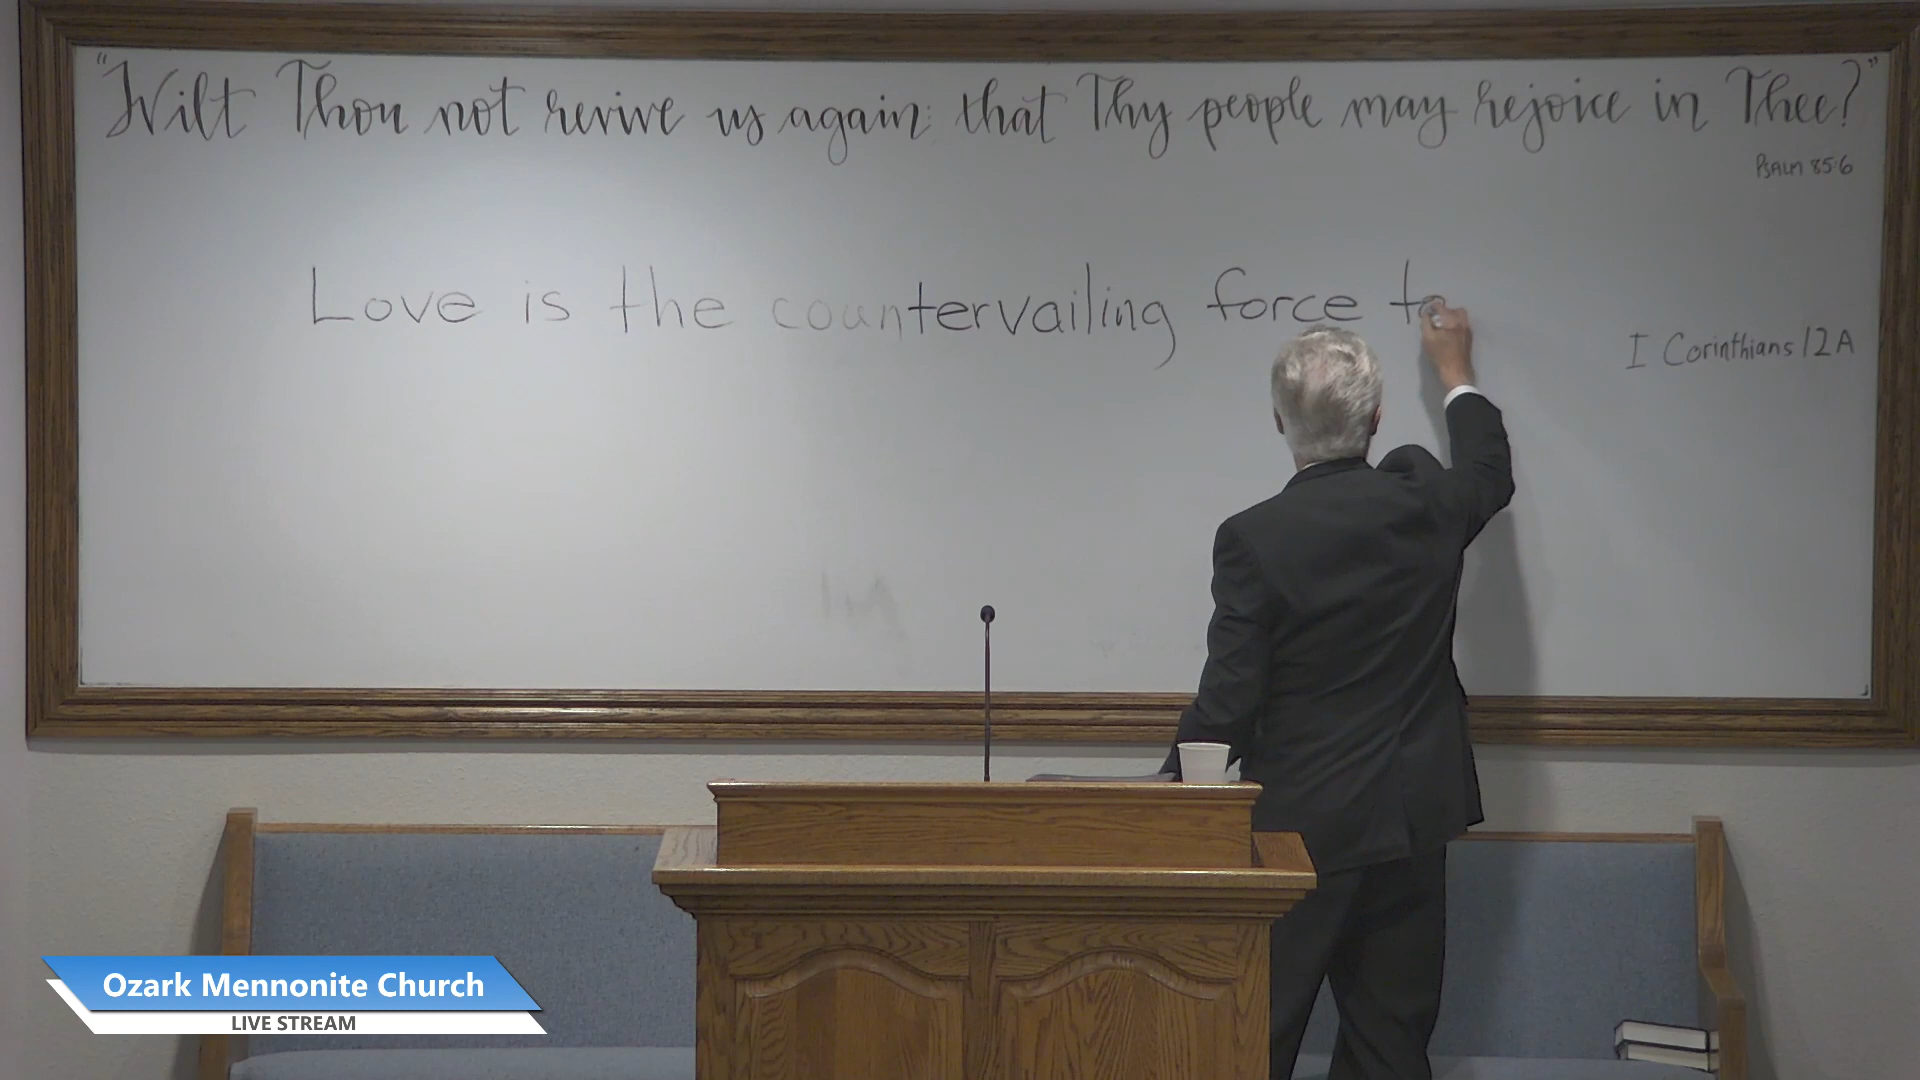 "Wilt Thou not revive us again: that Thy people may rejoice in Thee?"
Psalm 85:6
Love is the countervailing force to
I Corinthians 12A
Ozark Mennonite Church
LIVE STREAM